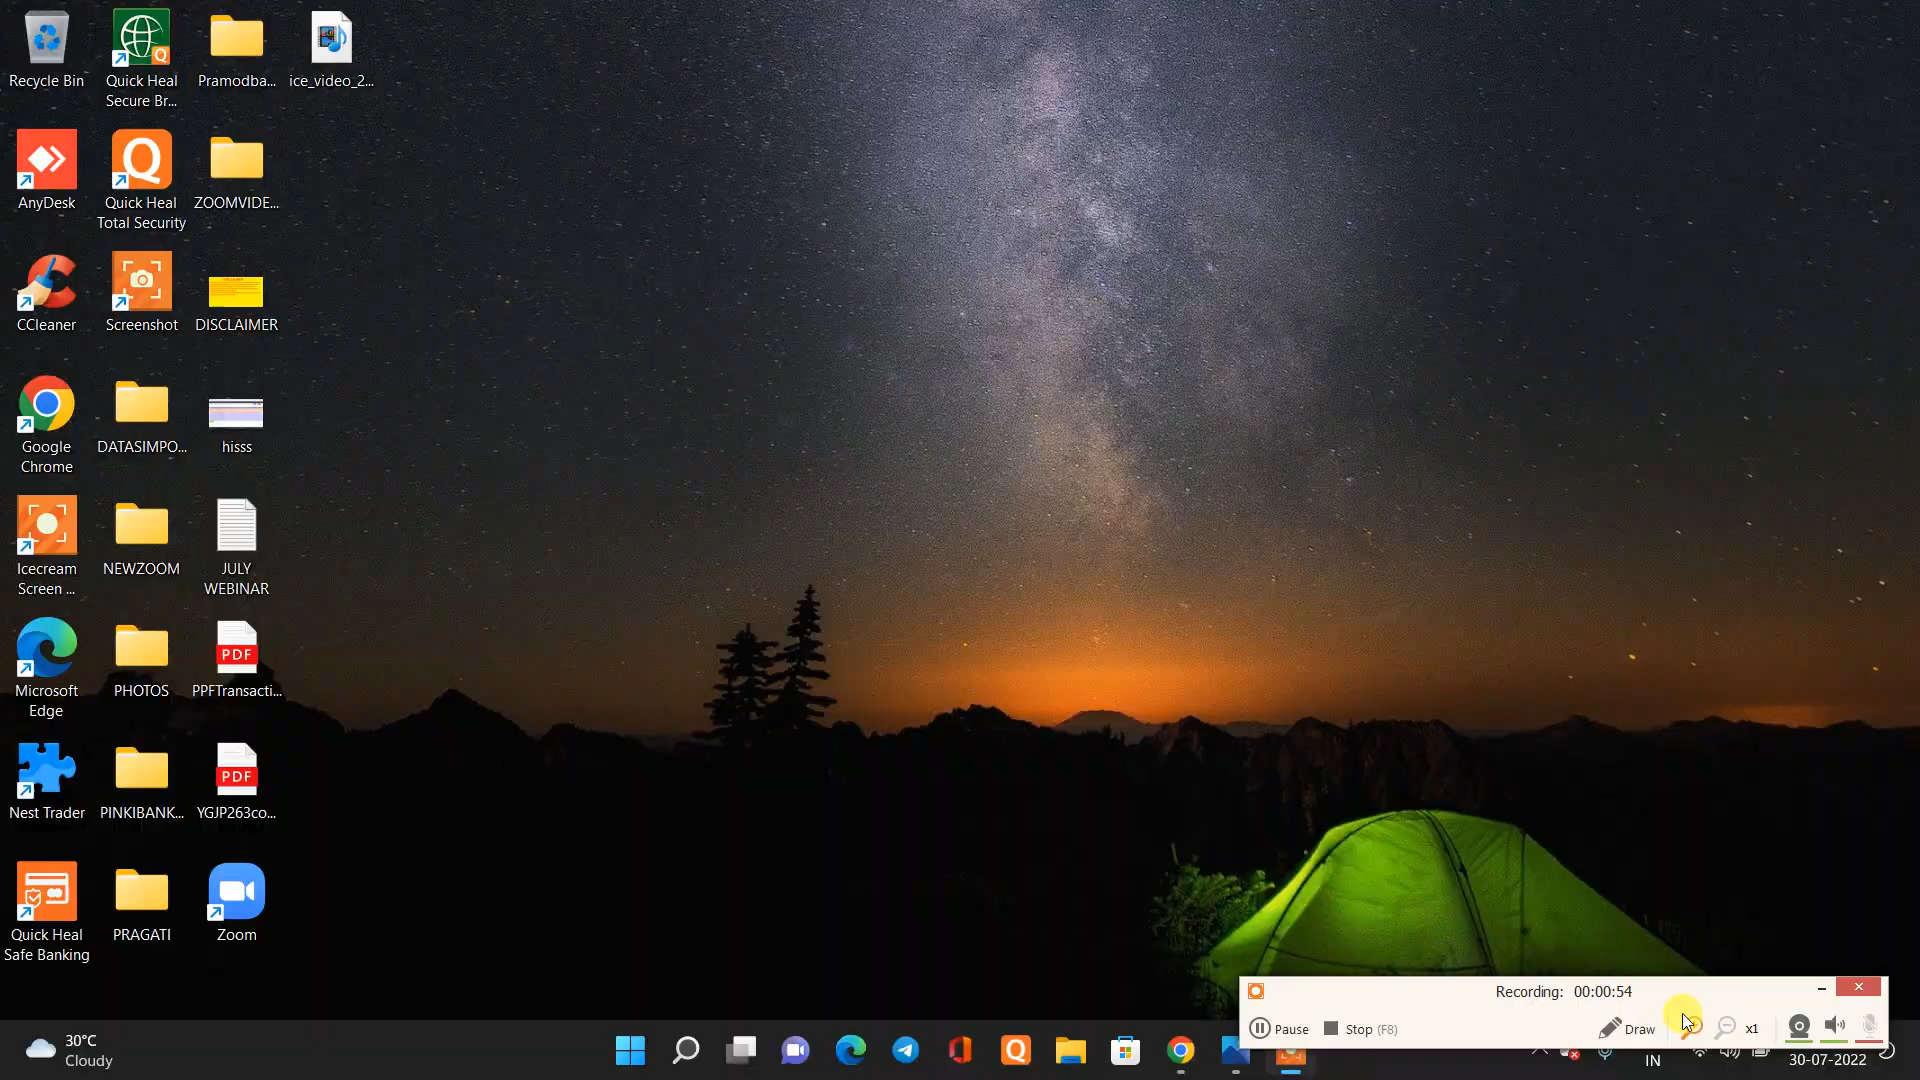 Recycle Bin
Quick Heal
Secure Br...
Pramodba...
ice_video_2...
AnyDesk
Quick Heal
Total Security
ZOOMVIDE...
CCleaner
Screenshot
DISCLAIMER
Google
Chrome
DATASIMPO...
hisss
Icecream
Screen ...
NEWZOOM
JULY
WEBINAR
Microsoft
Edge
PHOTOS
PDF
PPFTransacti...
Nest Trader
PINKIBANK...
PDF
YGJP263co...
Quick Heal
Safe Banking
PRAGATI
Zoom
Recording: 00:00:54
Pause
Stop (F8)
Draw
x1
30°C
Cloudy
IN
30-07-2022